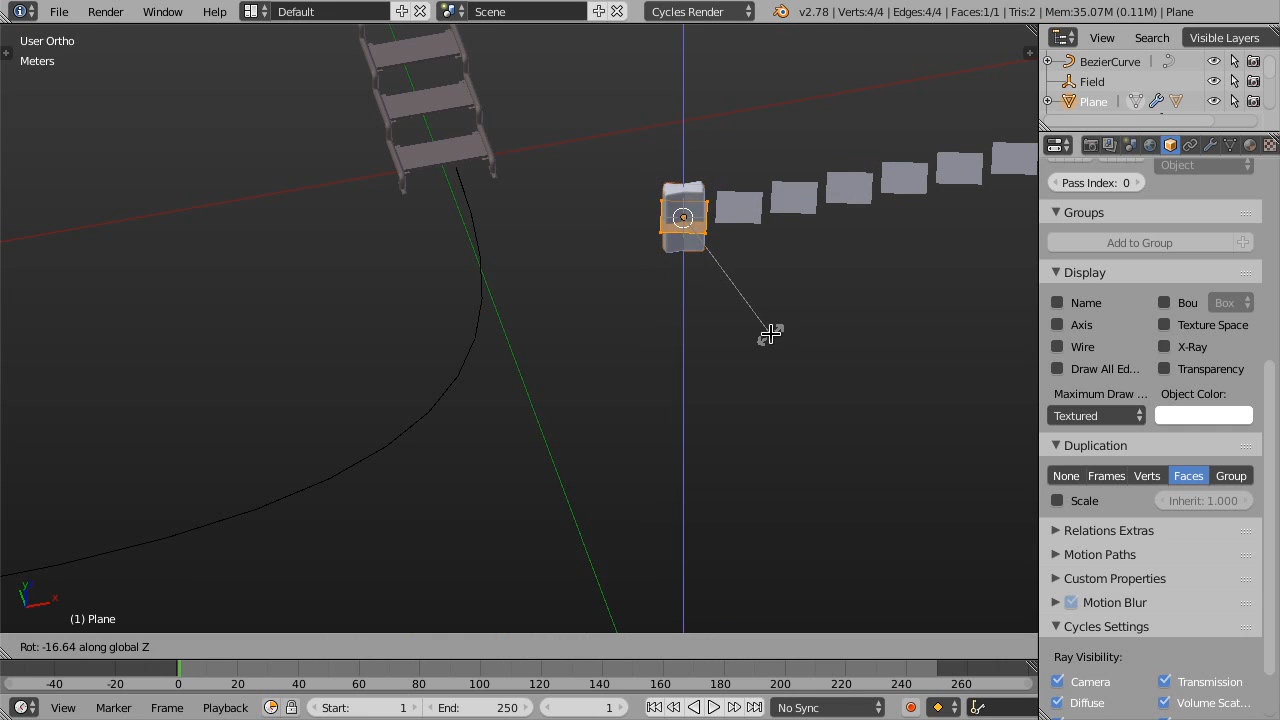 File Render Window Help Default Scene Cycles Render v2.78 | Verts:4/4 | Edges:4/4 | Faces:1/1 | Tris:2 | Mem:35.07M (0.11M) | Plane
User Ortho
Meters
View Search Visible Layers
BezierCurve
Field
Plane
Object
Pass Index: 0
Groups
Add to Group
Display
Name Bou Box
Axis Texture Space
Wire X-Ray
Draw All Ed... Transparency
Maximum Draw ... Object Color:
Textured
Duplication
None Frames Verts Faces Group
Scale Inherit: 1.000
Relations Extras
Motion Paths
Custom Properties
Motion Blur
Cycles Settings
Ray Visibility:
Camera Transmission
Diffuse Volume Scat...
y
x
(1) Plane
Rot: -16.64 along global Z
-40 -20 0 20 40 60 80 100 120 140 160 180 200 220 240 260
View Marker Frame Playback Start: 1 End: 250 1 No Sync